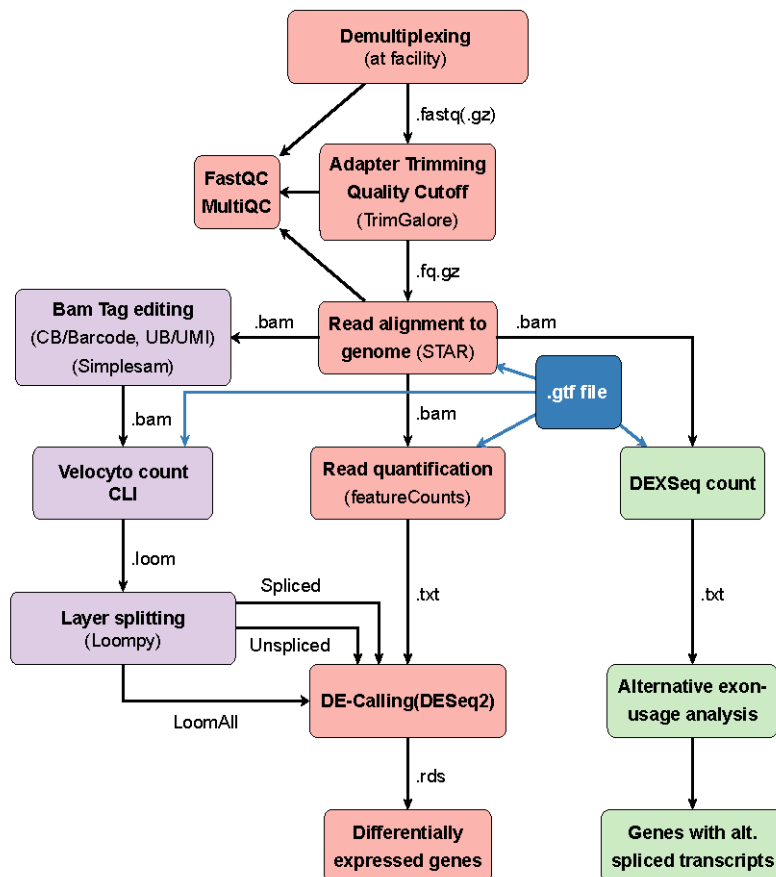 Demultiplexing
(at facility)
.fastq(.gz)
FastQC
MultiQC
Adapter Trimming
Quality Cutoff
(TrimGalore)
.fq.gz
Bam Tag editing
(CB/Barcode, UB/UMI)
(Simplesam)
.bam
Read alignment to
genome (STAR)
.bam
.gtf file
.bam
.bam
Velocyto count
CLI
Read quantification
(featureCounts)
DEXSeq count
.loom
Spliced
.txt
.txt
Layer splitting
(Loompy)
Unspliced
LoomAll
DE-Calling(DESeq2)
Alternative exon-
usage analysis
.rds
Differentially
expressed genes
Genes with alt.
spliced transcripts